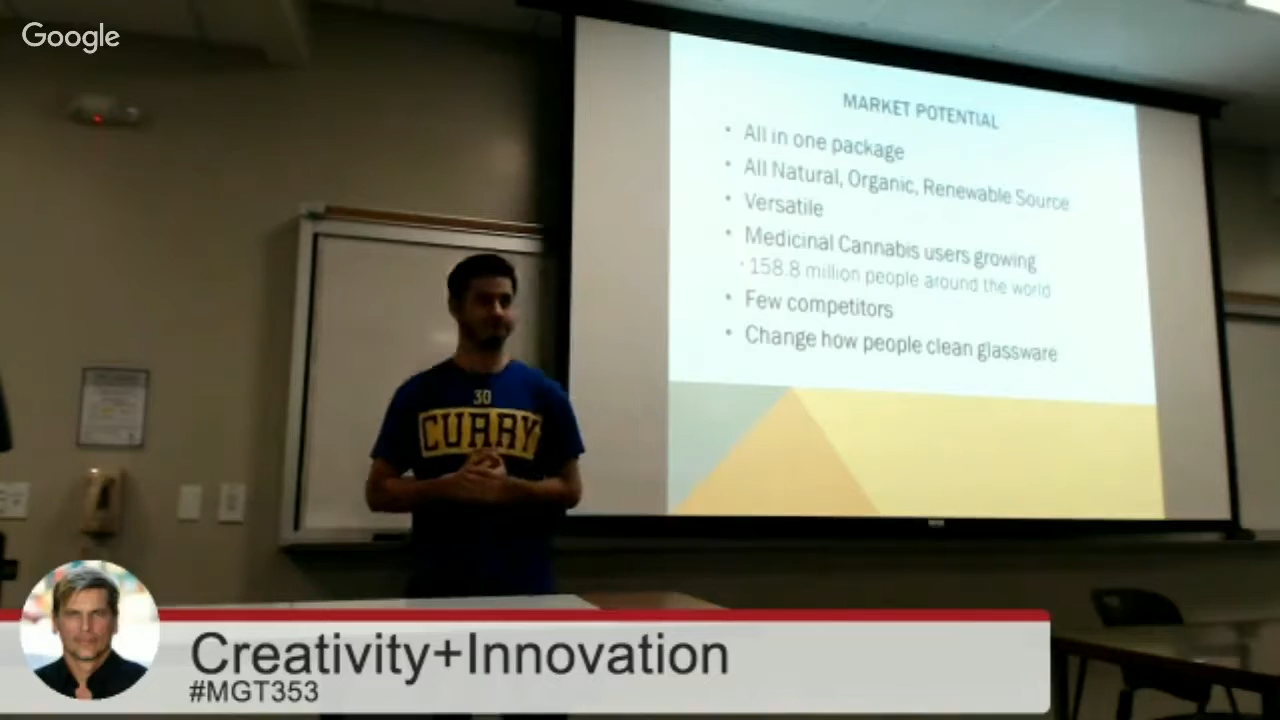 Google
MARKET POTENTIAL
• All in one package
• All Natural, Organic, Renewable Source
• Versatile
• Medicinal Cannabis users growing
• 158.8 million people around the world
• Few competitors
• Change how people clean glassware
30
CURRY
Creativity+Innovation
#MGT353